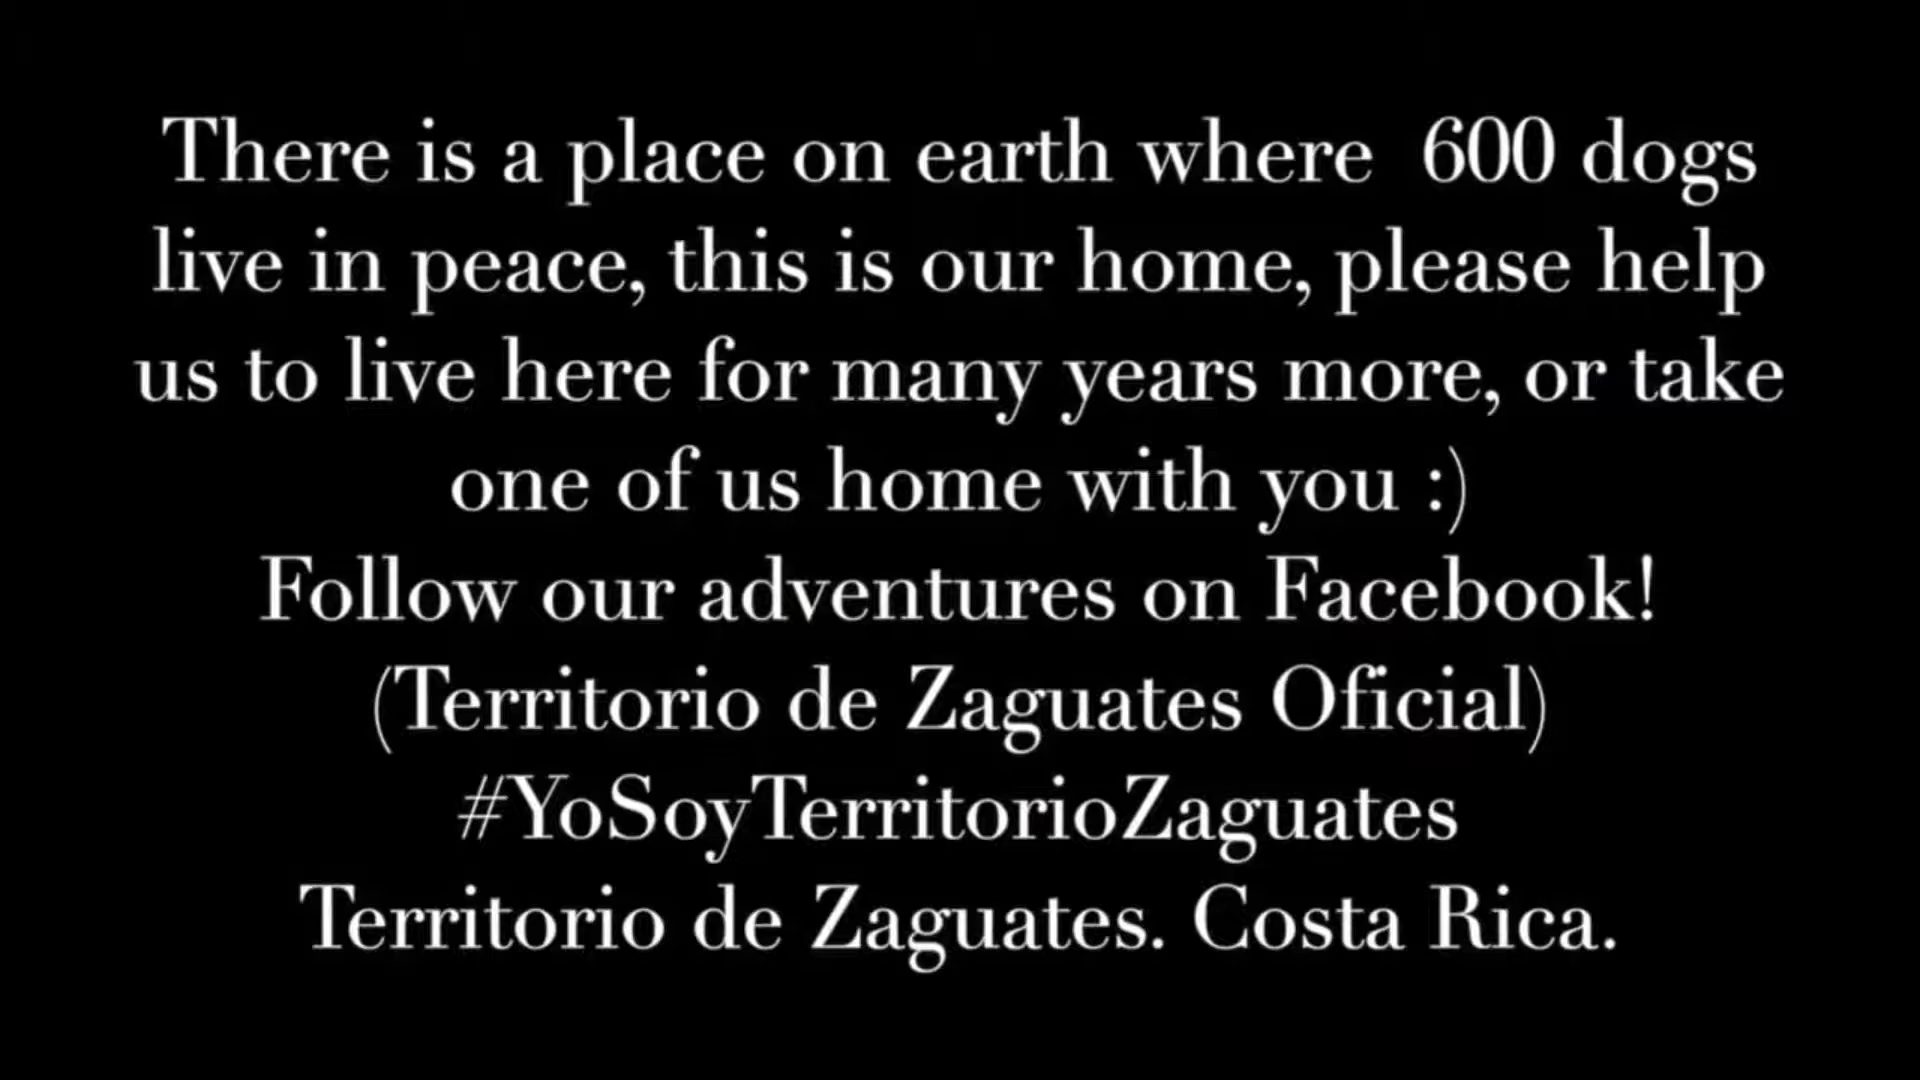 There is a place on earth where  600 dogs
live in peace, this is our home, please help
us to live here for many years more, or take
one of us home with you :)
Follow our adventures on Facebook!
(Territorio de Zaguates Oficial)
#YoSoyTerritorioZaguates
Territorio de Zaguates. Costa Rica.